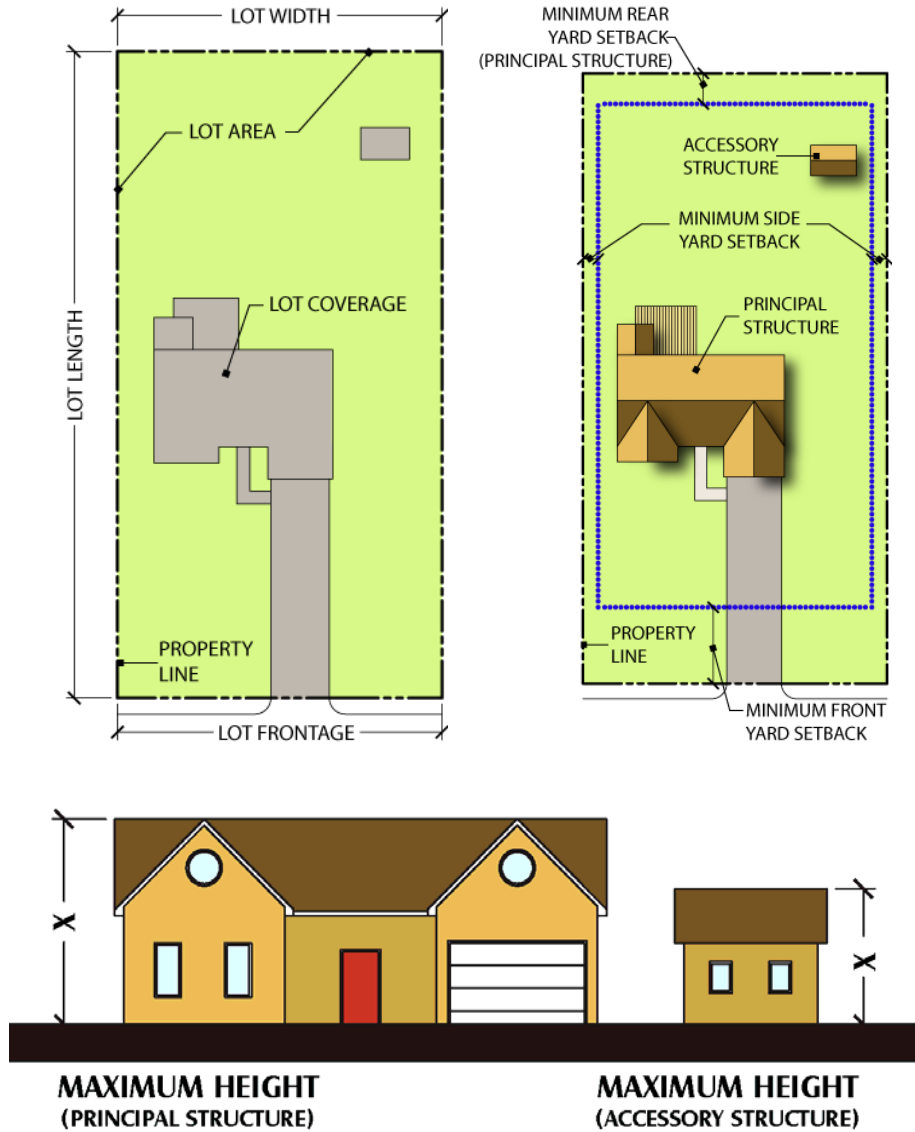 LOT WIDTH
LOT AREA
LOT COVERAGE
LOT LENGTH
PROPERTY
LINE
LOT FRONTAGE
MINIMUM REAR
YARD SETBACK
(PRINCIPAL STRUCTURE)
ACCESSORY
STRUCTURE
MINIMUM SIDE
YARD SETBACK
PRINCIPAL
STRUCTURE
PROPERTY
LINE
MINIMUM FRONT
YARD SETBACK
X
X
MAXIMUM HEIGHT
(PRINCIPAL STRUCTURE)
MAXIMUM HEIGHT
(ACCESSORY STRUCTURE)